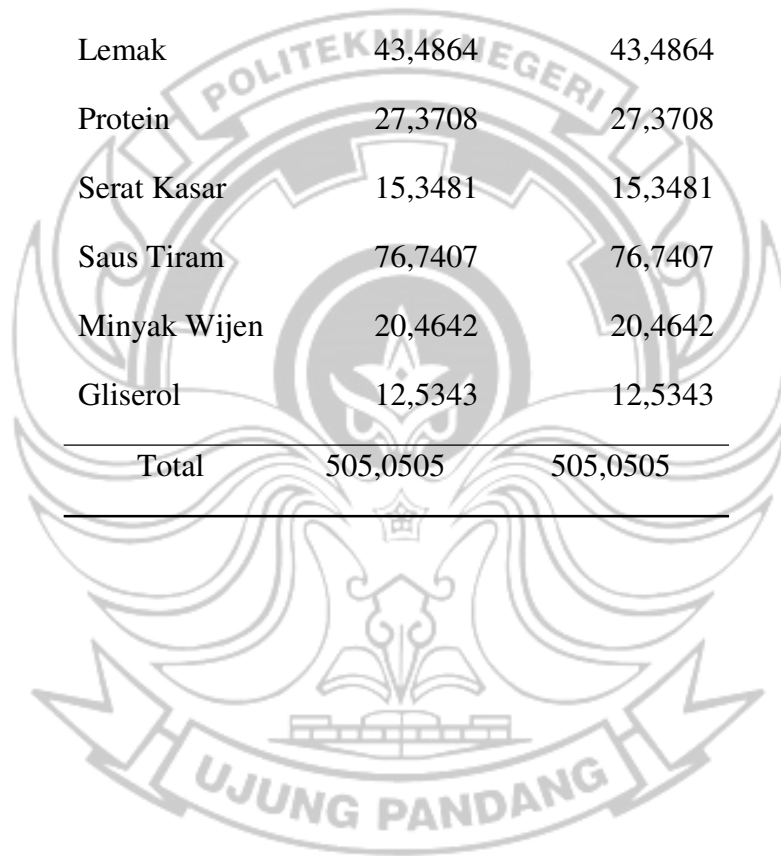 POLITEKNIK NEGERI
Lemak 43,4864 43,4864
Protein 27,3708 27,3708
Serat Kasar 15,3481 15,3481
Saus Tiram 76,7407 76,7407
Minyak Wijen 20,4642 20,4642
Gliserol 12,5343 12,5343
Total 505,0505 505,0505
UJUNG PANDANG